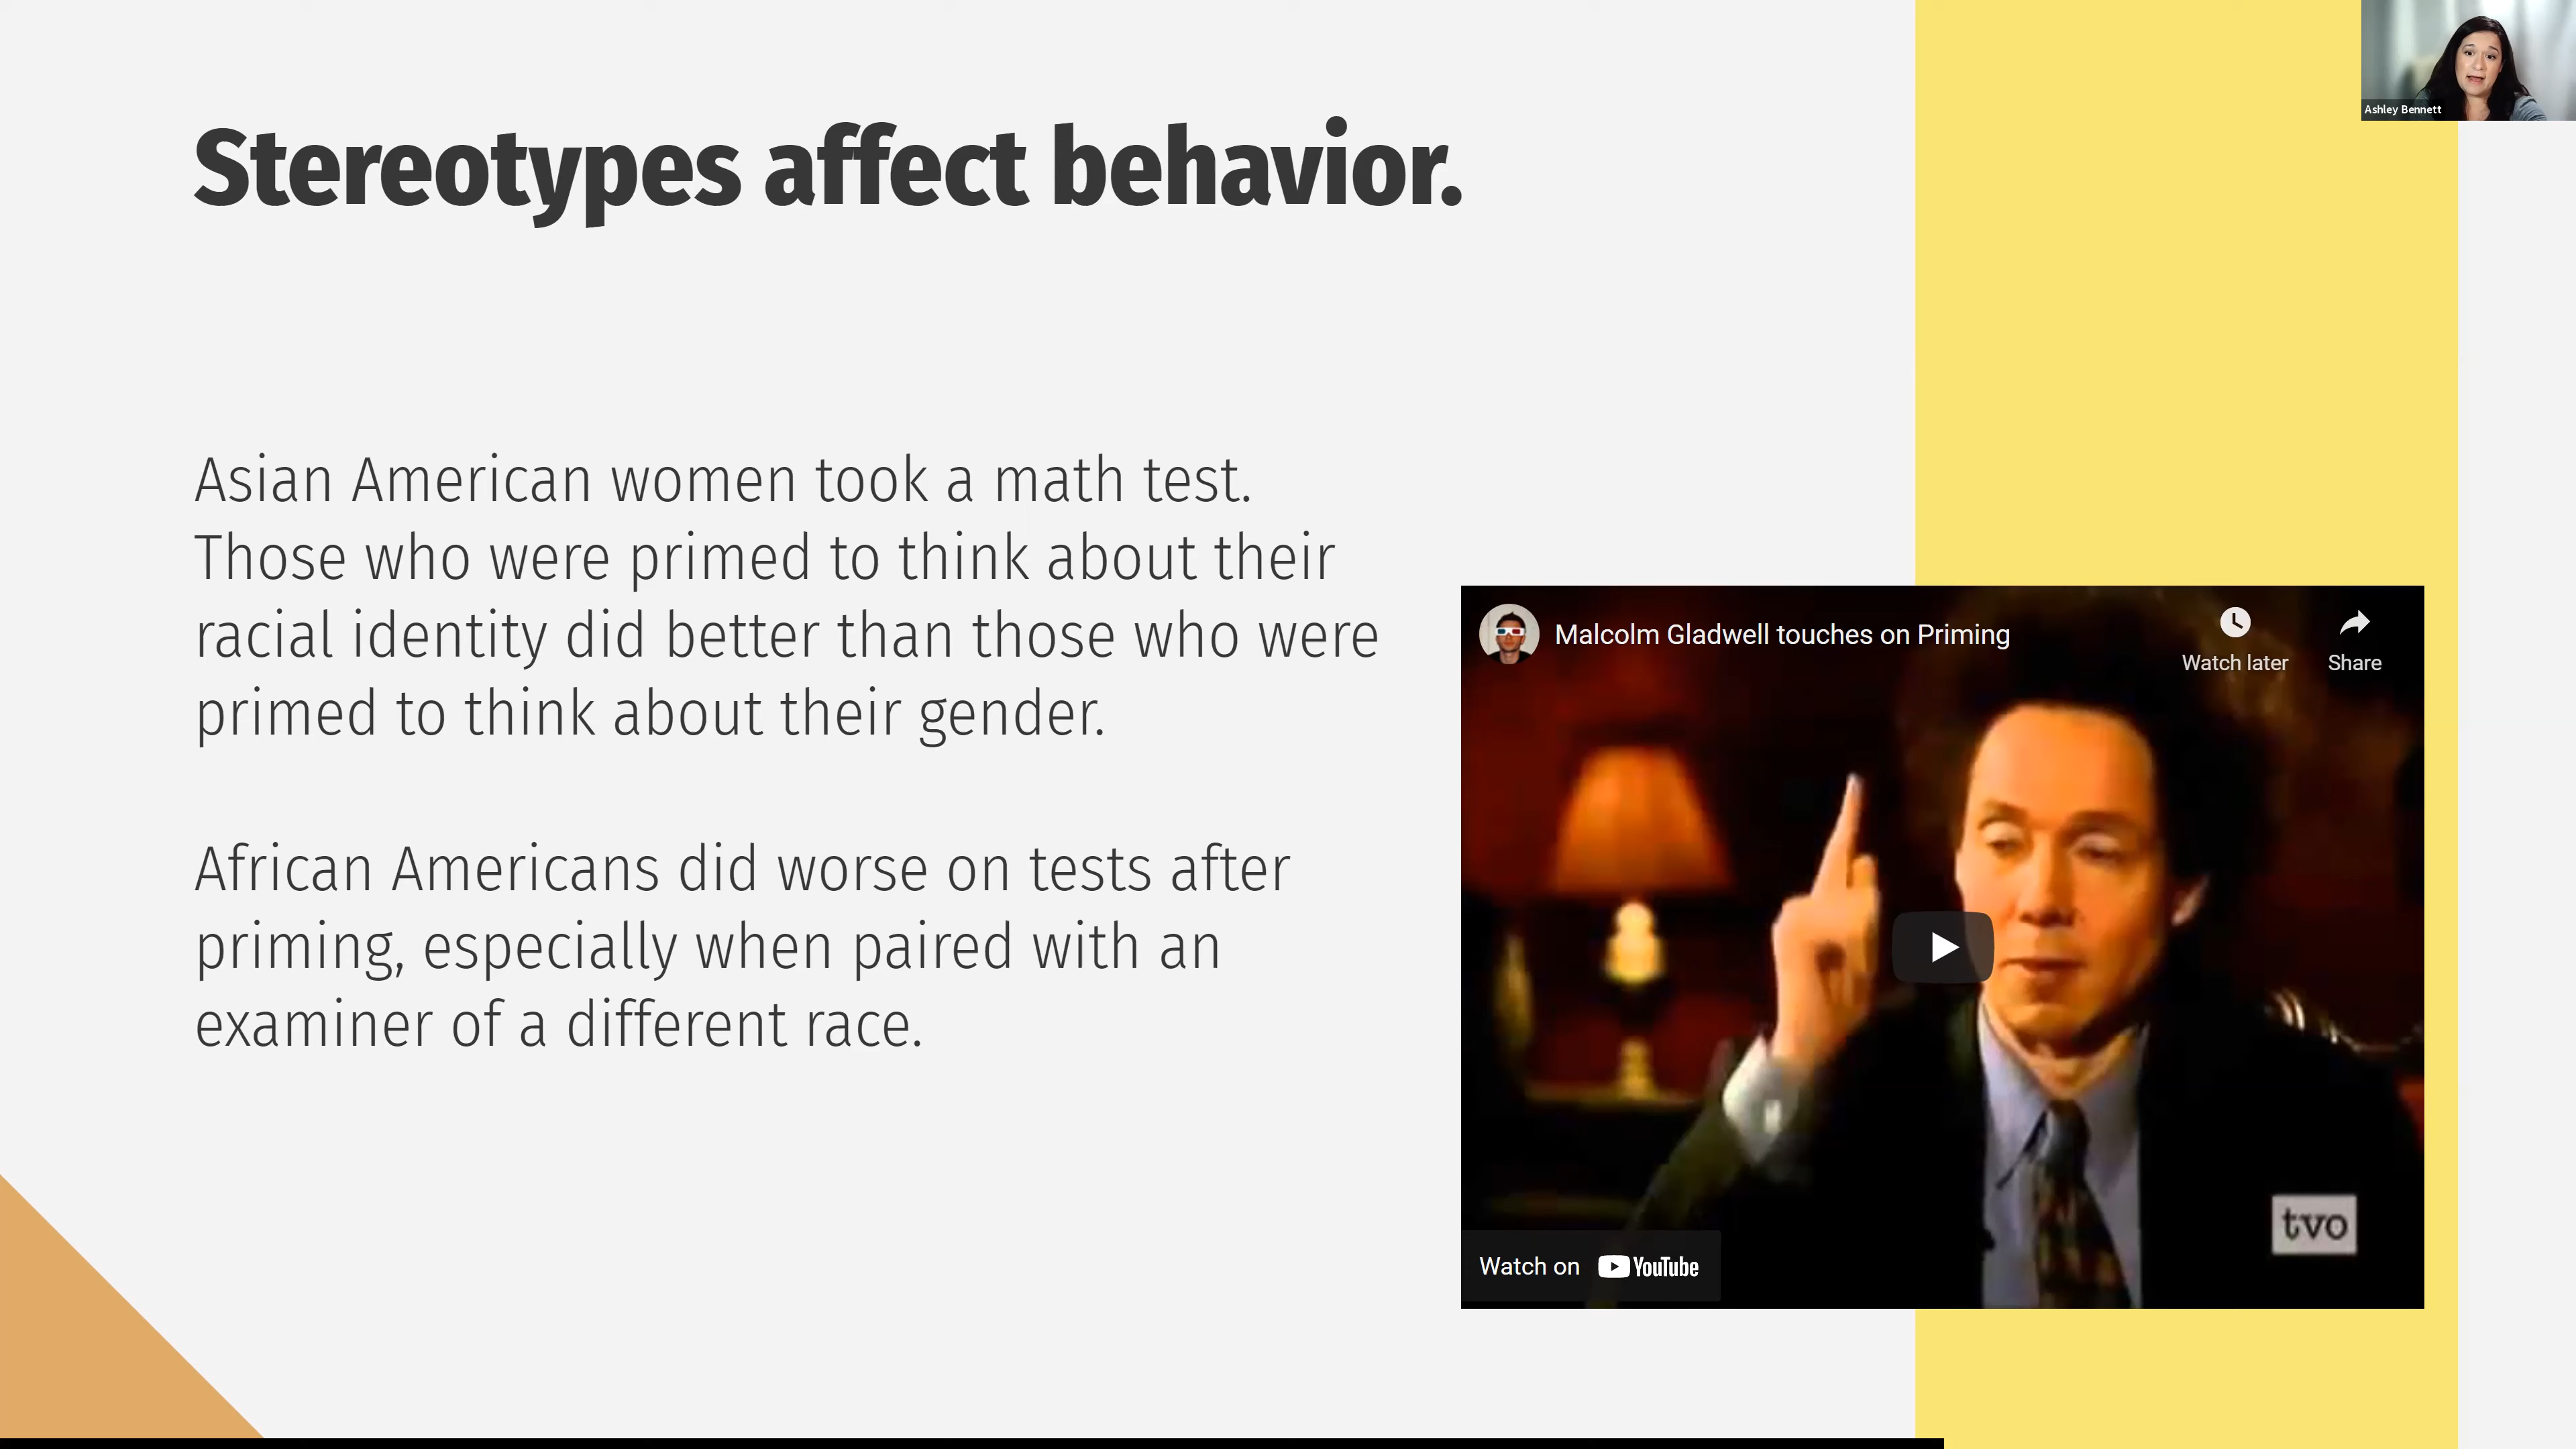 Ashley Bennett
Stereotypes affect behavior.
Asian American women took a math test.
Those who were primed to think about their
racial identity did better than those who were
primed to think about their gender.
African Americans did worse on tests after
priming, especially when paired with an
examiner of a different race.
Malcolm Gladwell touches on Priming
Watch later
Share
tvo
Watch on YouTube